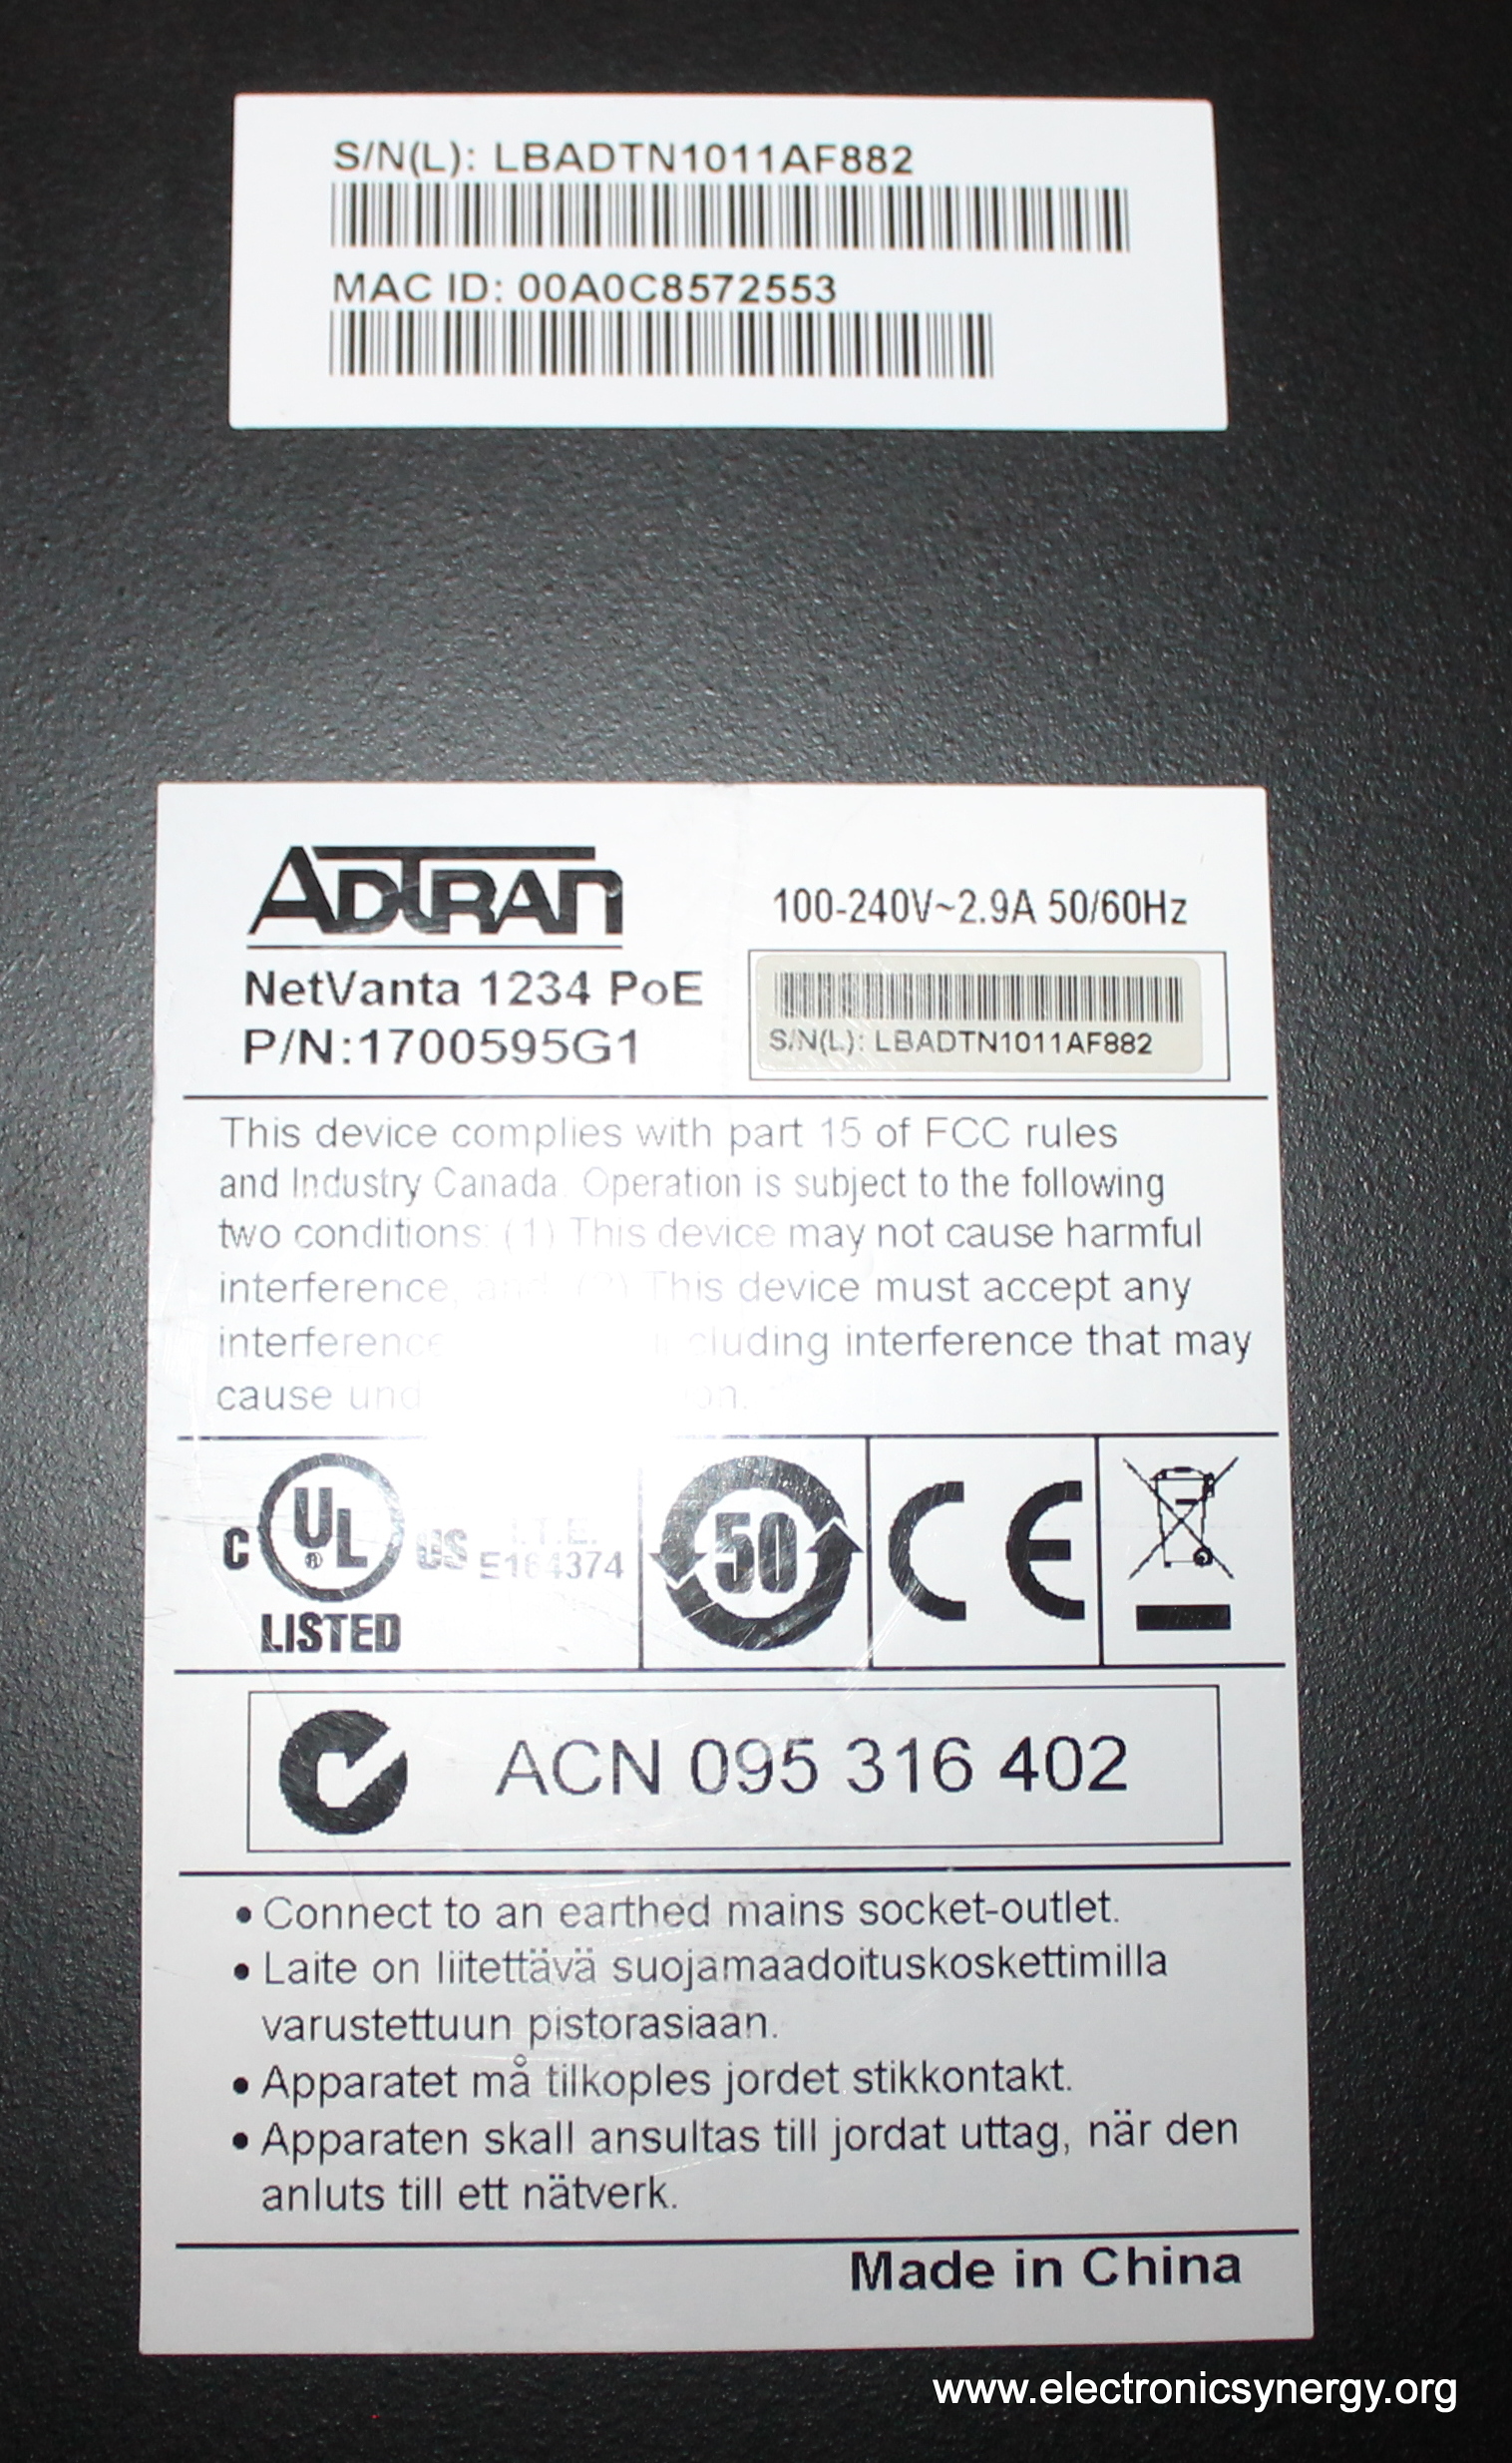 S/N(L): LBADTN1011AF882
MAC ID: 00A0C8572553
ADTRAN
100-240V~2.9A 50/60Hz
NetVanta 1234 PoE
P/N:1700595G1
S/N(L): LBADTN1011AF882
This device complies with part 15 of FCC rules
and Industry Canada. Operation is subject to the following
two conditions: (1) This device may not cause harmful
interference, and (2) This device must accept any
interference including interference that may
cause
C UL US I.T.E.
E164374
LISTED
50
CE
ACN 095 316 402
• Connect to an earthed mains socket-outlet.
• Laite on liitettävä suojamaadoituskoskettimilla
varustettuun pistorasiaan.
• Apparatet må tilkoples jordet stikkontakt.
• Apparaten skall ansultas till jordat uttag, när den
anluts till ett nätverk.
Made in China
www.electronicsynergy.org